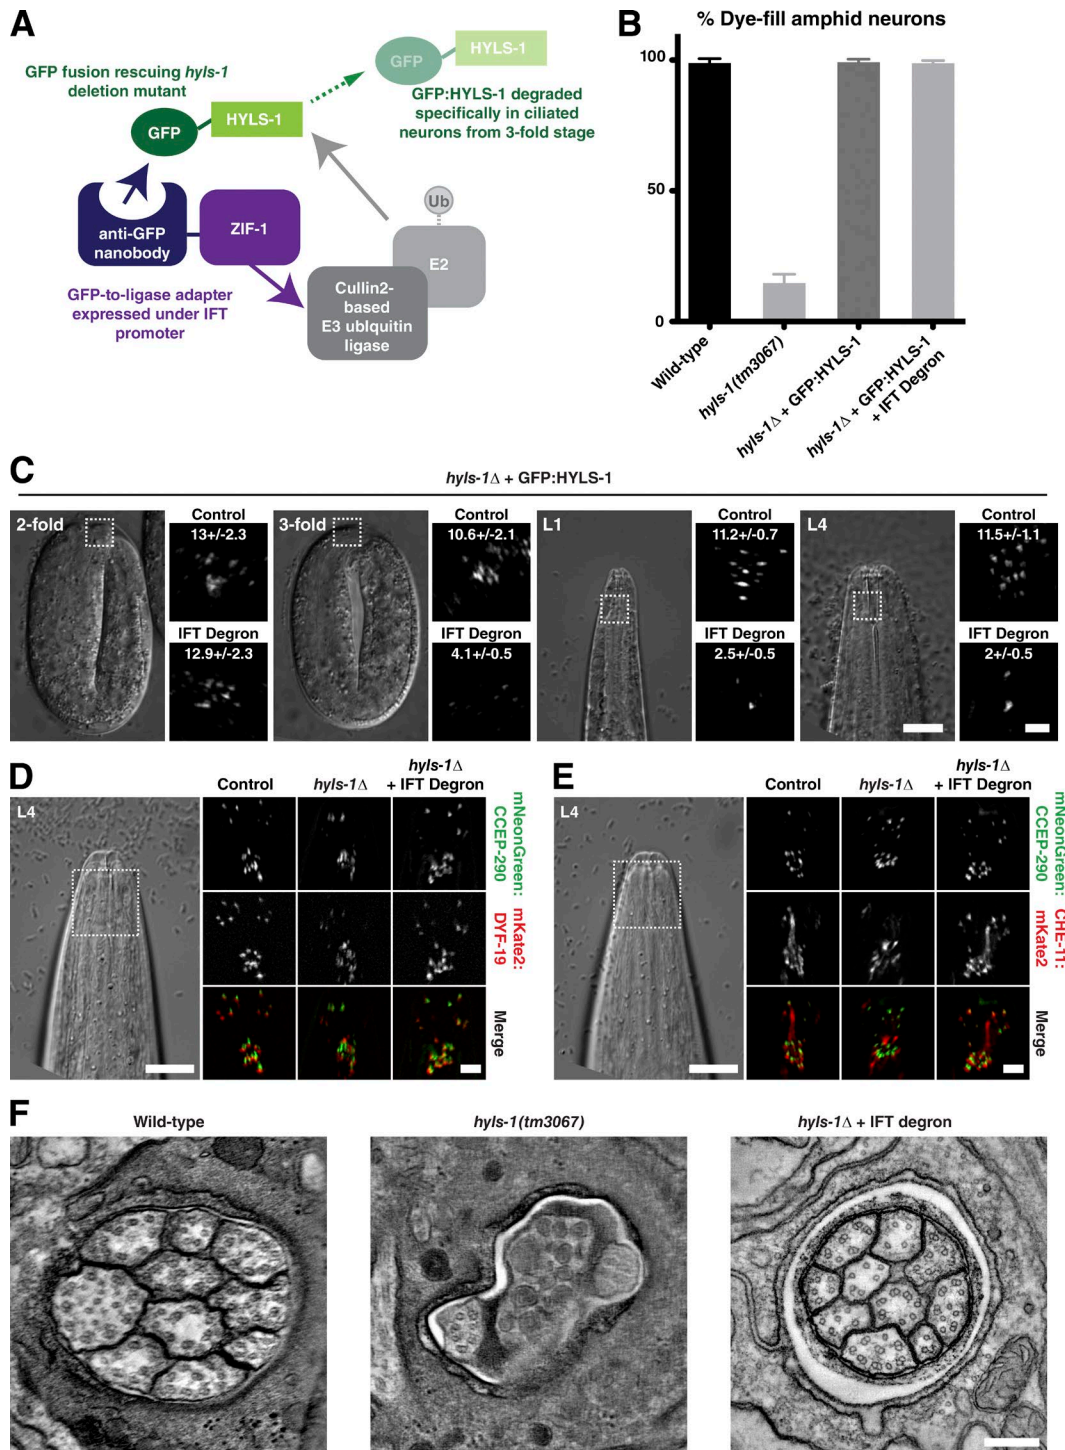 A
GFP fusion rescuing hyls-1
deletion mutant
GFP
HYLS-1
GFP
HYLS-1
GFP:HYLS-1 degraded
specifically in ciliated
neurons from 3-fold stage
anti-GFP
nanobody
ZIF-1
Ub
E2
Cullin2-
based
E3 ubIquitin
ligase
GFP-to-ligase adapter
expressed under IFT
promoter
B
% Dye-fill amphid neurons
100
50
0
Wild-type
hyls-1(tm3067)
hyls-1Δ + GFP:HYLS-1
hyls-1Δ + GFP:HYLS-1
+ IFT Degron
C
hyls-1Δ + GFP:HYLS-1
2-fold
Control
13+/-2.3
IFT Degron
12.9+/-2.3
3-fold
Control
10.6+/-2.1
IFT Degron
4.1+/-0.5
L1
Control
11.2+/-0.7
IFT Degron
2.5+/-0.5
L4
Control
11.5+/-1.1
IFT Degron
2+/-0.5
D
Control
hyls-1Δ
hyls-1Δ
+ IFT Degron
L4
mNeonGreen:
CCEP-290
mKate2:
DYF-19
Merge
E
Control
hyls-1Δ
hyls-1Δ
+ IFT Degron
L4
mNeonGreen:
CCEP-290
CHE-11:
mKate2
Merge
F
Wild-type
hyls-1(tm3067)
hyls-1Δ + IFT degron